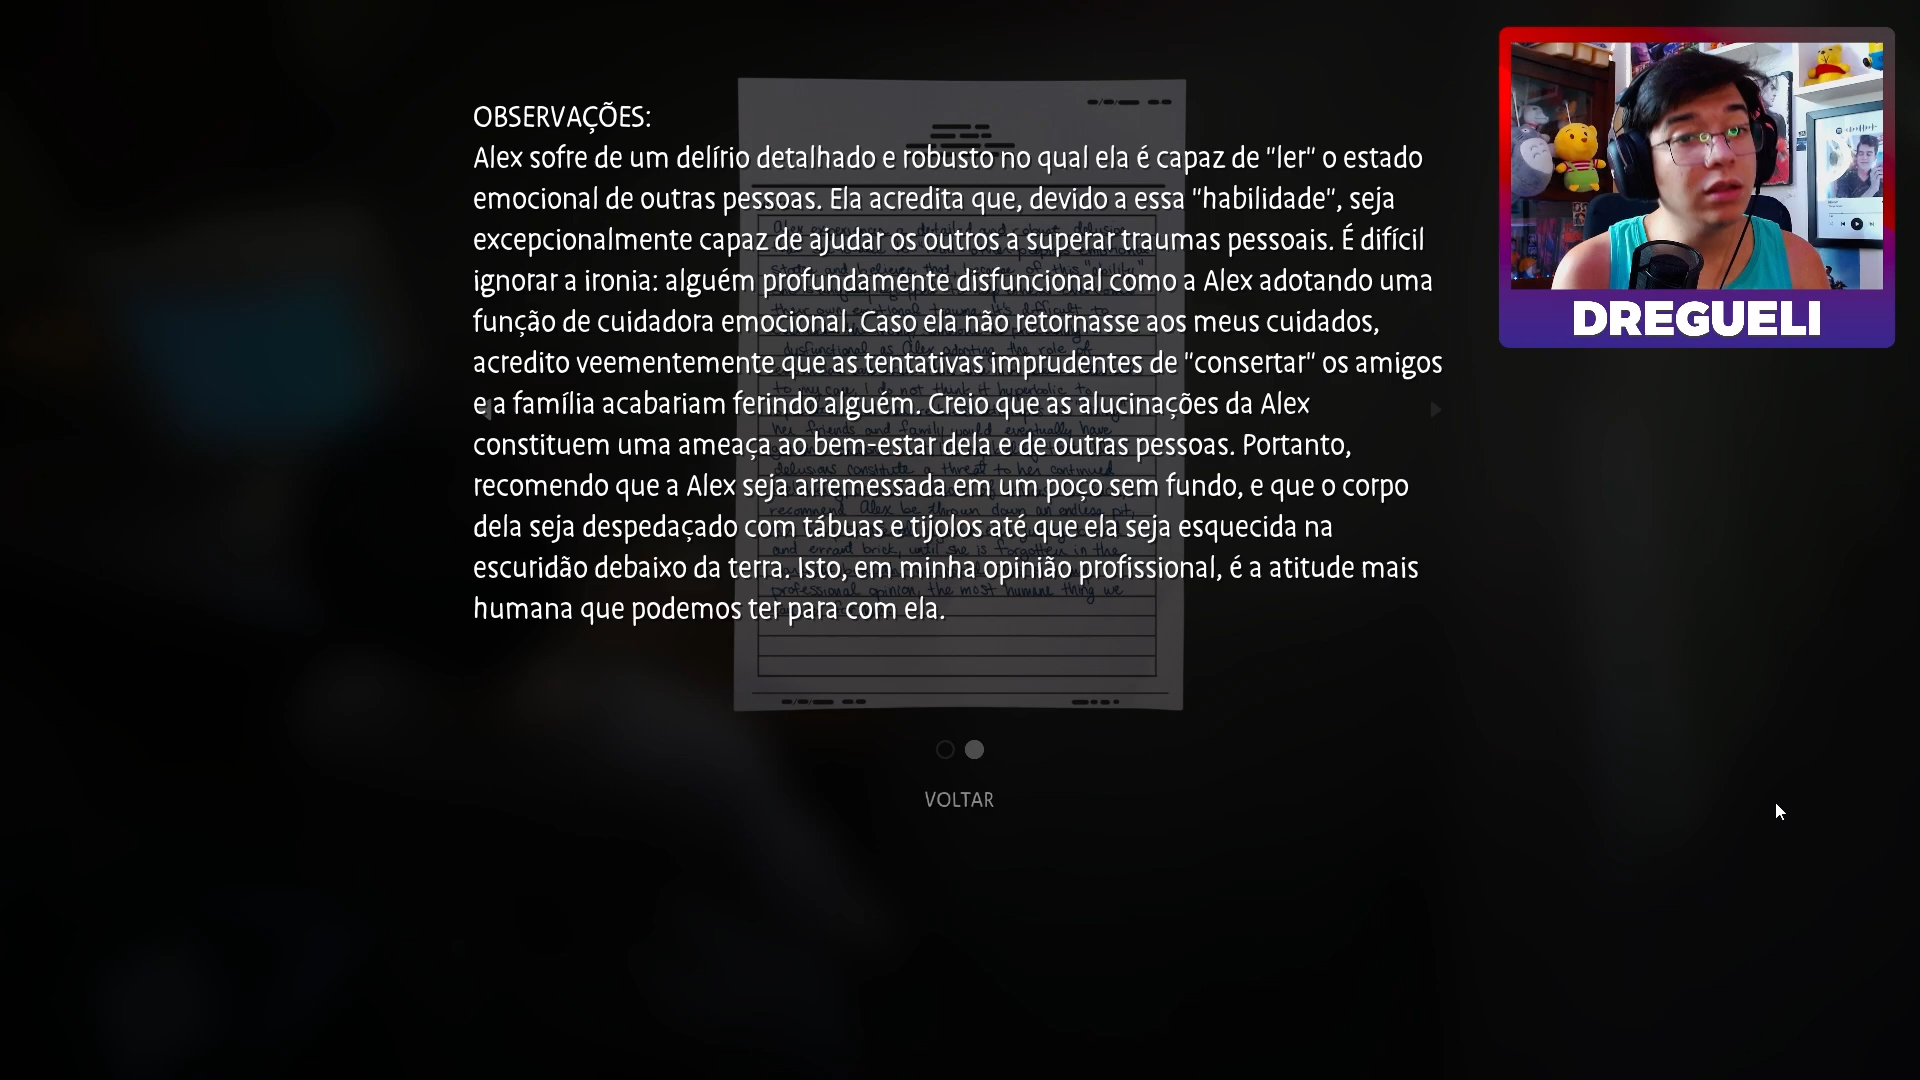 OBSERVAÇÕES:
Alex sofre de um delírio detalhado e robusto no qual ela é capaz de "ler" o estado
emocional de outras pessoas. Ela acredita que, devido a essa "habilidade", seja
excepcionalmente capaz de ajudar os outros a superar traumas pessoais. É difícil
ignorar a ironia: alguém profundamente disfuncional como a Alex adotando uma
função de cuidadora emocional. Caso ela não retornasse aos meus cuidados,
acredito veementemente que as tentativas imprudentes de "consertar" os amigos
e a família acabariam ferindo alguém. Creio que as alucinações da Alex
constituem uma ameaça ao bem-estar dela e de outras pessoas. Portanto,
recomendo que a Alex seja arremessada em um poço sem fundo, e que o corpo
dela seja despedaçado com tábuas e tijolos até que ela seja esquecida na
escuridão debaixo da terra. Isto, em minha opinião profissional, é a atitude mais
humana que podemos ter para com ela.
VOLTAR
DREGUELI